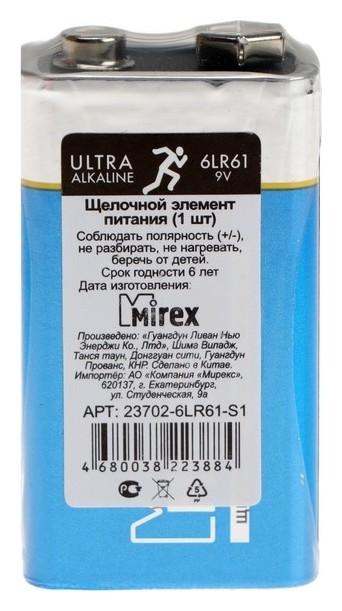 ULTRA 6LR61
ALKALINE 9V
Щелочной элемент
питания (1 шт)
Соблюдать полярность (+/-),
не разбирать, не нагревать,
беречь от детей.
Срок годности 6 лет
Дата изготовления:
Mirex
Произведено: «Гуангдун Ливан Нью
Энерджи Ко., Лтд», Шима Виладж,
Танся таун, Донггуан сити, Гуангдун
Прованс, КНР. Сделано в Китае.
Импортёр: АО «Компания «Мирекс»,
620137, г. Екатеринбург,
ул. Студенческая, 9а
АРТ: 23702-6LR61-S1
4 680038 223884
5
PP